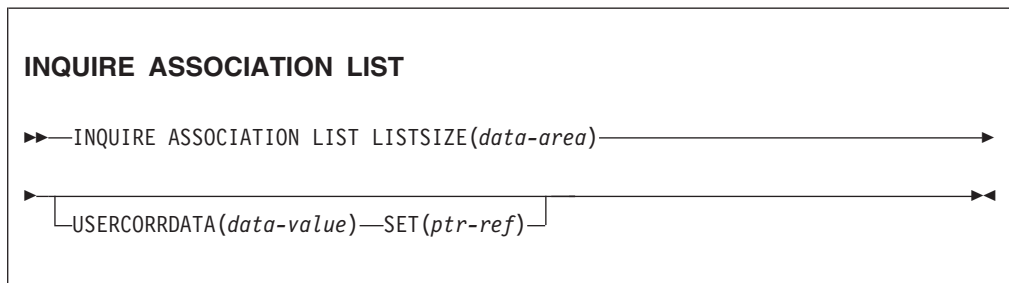 INQUIRE ASSOCIATION LIST
INQUIRE ASSOCIATION LIST LISTSIZE(data-area)
USERCORRDATA(data-value) SET(ptr-ref)